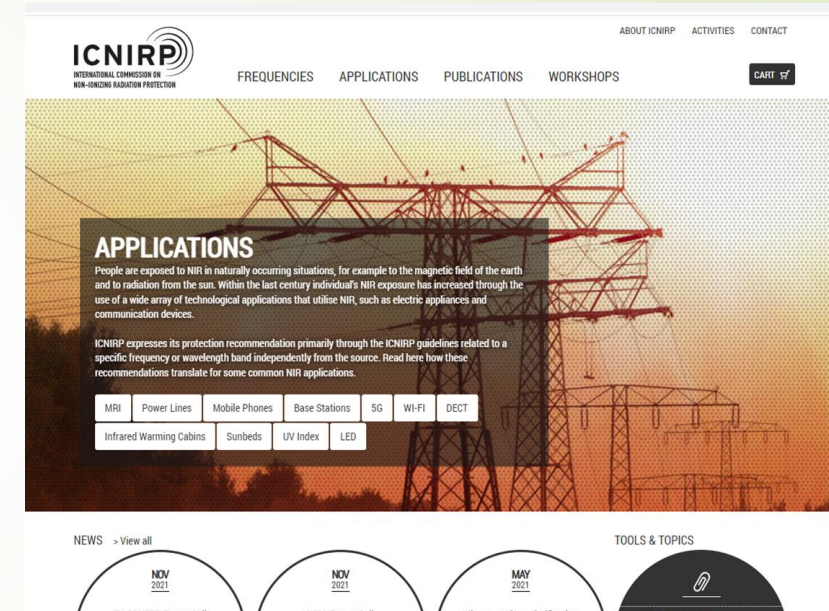 ABOUT ICNIRP ACTIVITIES CONTACT
ICNIRP
INTERNATIONAL COMMISSION ON
NON-IONIZING RADIATION PROTECTION
FREQUENCIES APPLICATIONS PUBLICATIONS WORKSHOPS
CART
APPLICATIONS
People are exposed to NIR in naturally occurring situations, for example to the magnetic field of the earth
and to radiation from the sun. Within the last century individual's NIR exposure has increased through the
use of a wide array of technological applications that utilise NIR, such as electric appliances and
communication devices.
ICNIRP expresses its protection recommendation primarily through the ICNIRP guidelines related to a
specific frequency or wavelength band independently from the source. Read here how these
recommendations translate for some common NIR applications.
MRI Power Lines Mobile Phones Base Stations 5G WI-FI DECT
Infrared Warming Cabins Sunbeds UV Index LED
NEWS > View all
TOOLS & TOPICS
NOV
2021
NOV
2021
MAY
2021